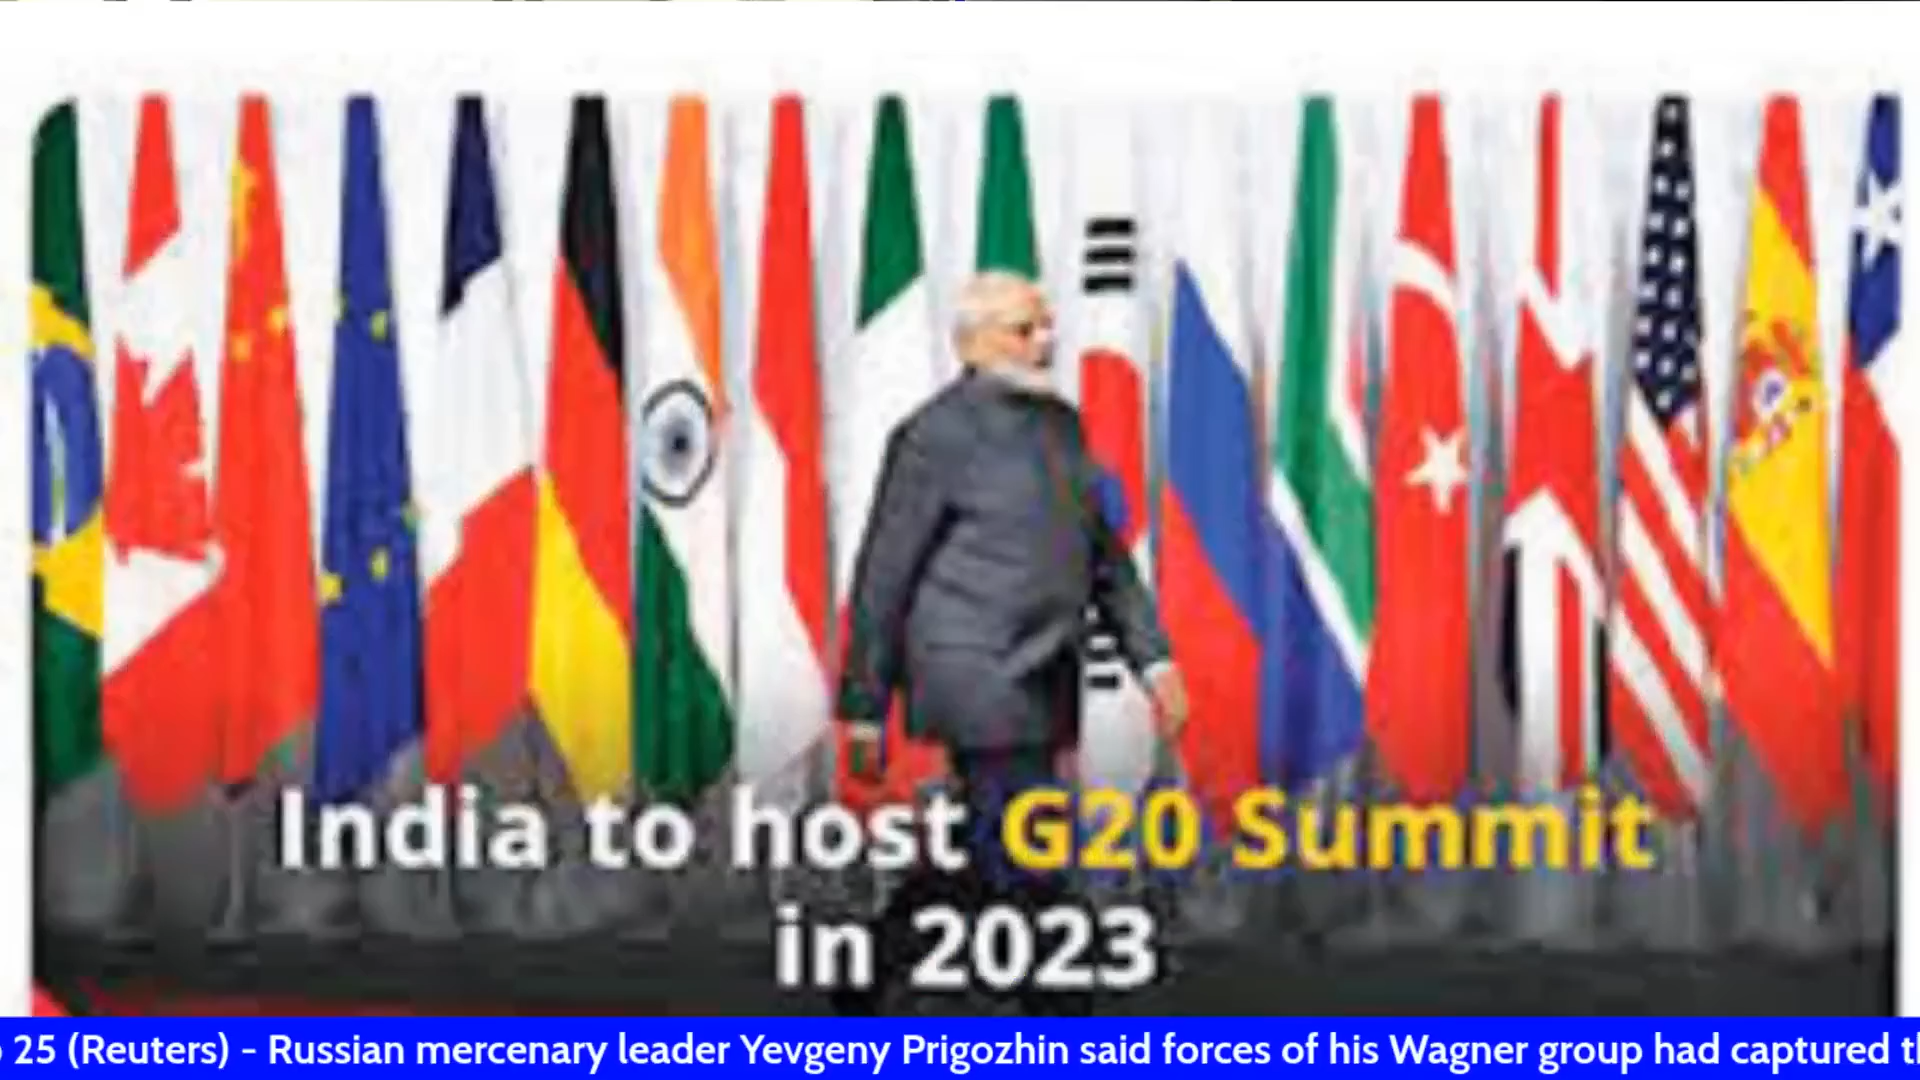 India to host G20 Summit
in 2023
25 (Reuters) - Russian mercenary leader Yevgeny Prigozhin said forces of his Wagner group had captured